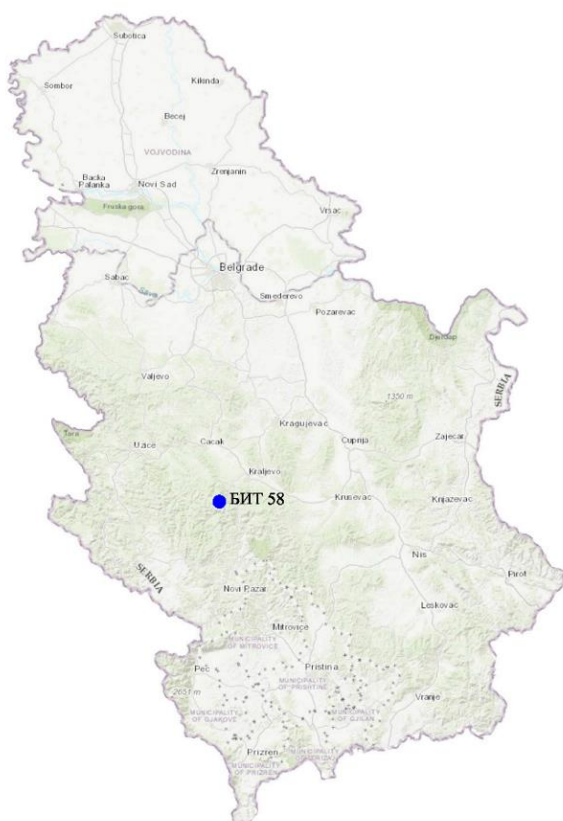 Subotica
Sombor
Kikinda
Becej
VOJVODINA
Backa
Palanka
Novi Sad
Zrenjanin
Fruska gora
Vrsac
Belgrade
Sabac
Sava
Smederevo
Pozarevac
Djerdap
SERBIA
Valjevo
1350 m
Tara
Uzice
Cacak
Kragujevac
Cuprija
Zajecar
Kraljevo
БИТ 58
Krusevac
Knjazevac
Nis
Pirot
SERBIA
Novi Pazar
Leskovac
Mitrovice
MUNICIPALITY
OF MITROVICE
Peć
Pristina
MUNICIPALITY
OF PRISHTINE
Vranje
MUNICIPALITY
OF GJAKOVE
MUNICIPALITY
OF GJILAN
Prizren
MUNICIPALITY
OF PRIZREN
MUNICIPALITY